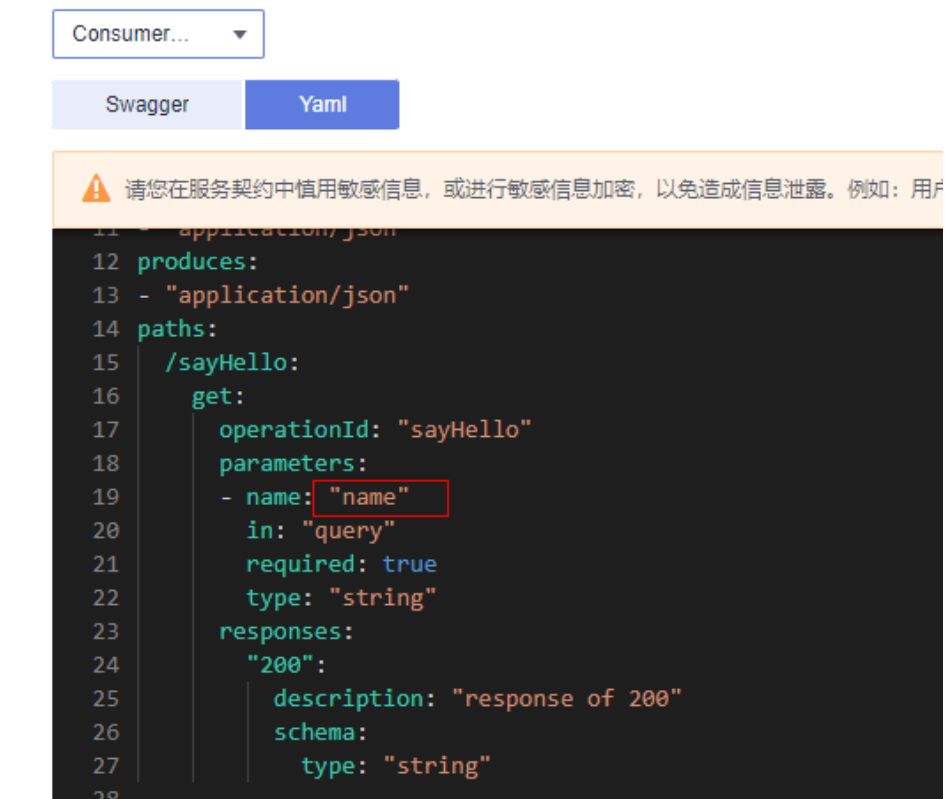 Consumer...
Swagger Yaml
请您在服务契约中慎用敏感信息，或进行敏感信息加密，以免造成信息泄露。例如：用户
11 - "application/json"
12 produces:
13 - "application/json"
14 paths:
15 /sayHello:
16 get:
17 operationId: "sayHello"
18 parameters:
19 - name: "name"
20 in: "query"
21 required: true
22 type: "string"
23 responses:
24 "200":
25 description: "response of 200"
26 schema:
27 type: "string"
28